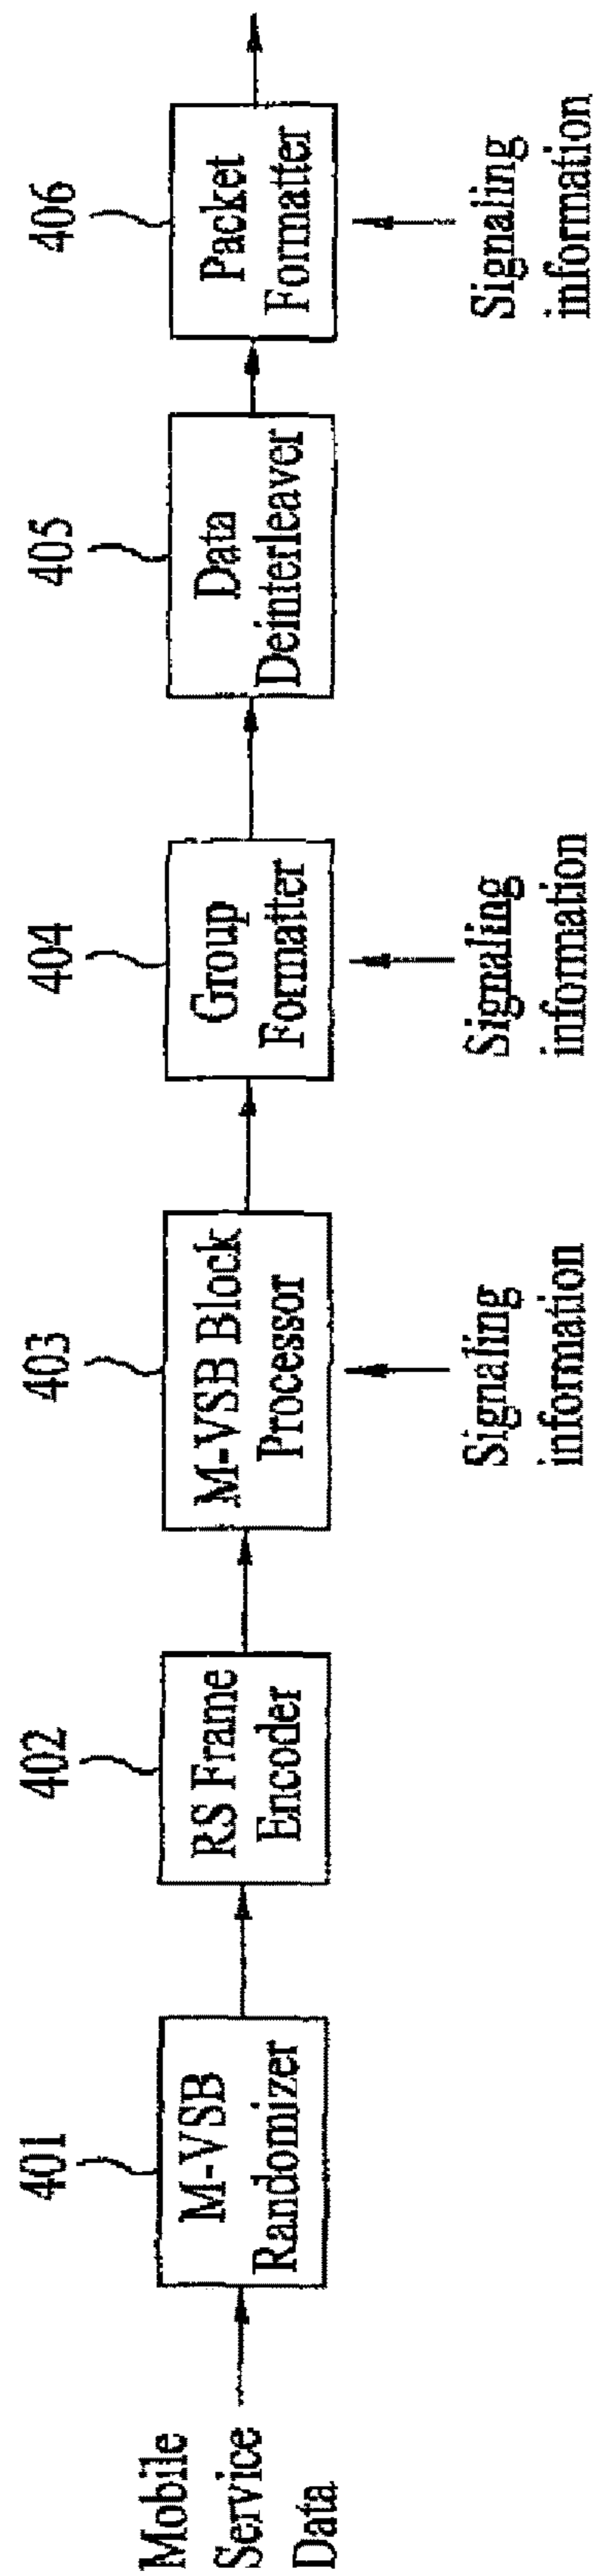 Mobile
Service
Data
401
M-VSB
Randomizer
402
RS Frame
Encoder
403
M-VSB Block
Processor
Signaling
information
404
Group
Formatter
Signaling
information
405
Data
Deinterleaver
406
Packet
Formatter
Signaling
information